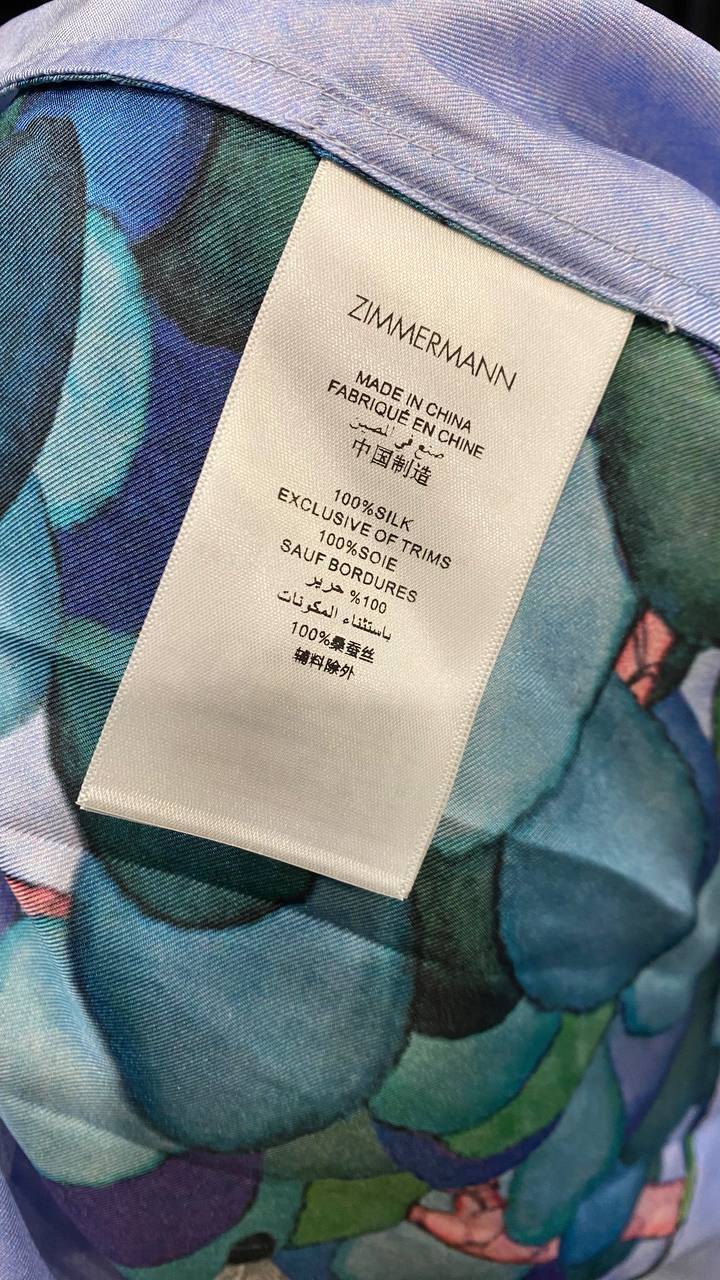 ZIMMERMANN
MADE IN CHINA
FABRIQUÉ EN CHINE
صنع في الصين
中国制造
100%SILK
EXCLUSIVE OF TRIMS
100%SOIE
SAUF BORDURES
%100 حرير
باستثناء المكونات
100%桑蚕丝
辅料除外